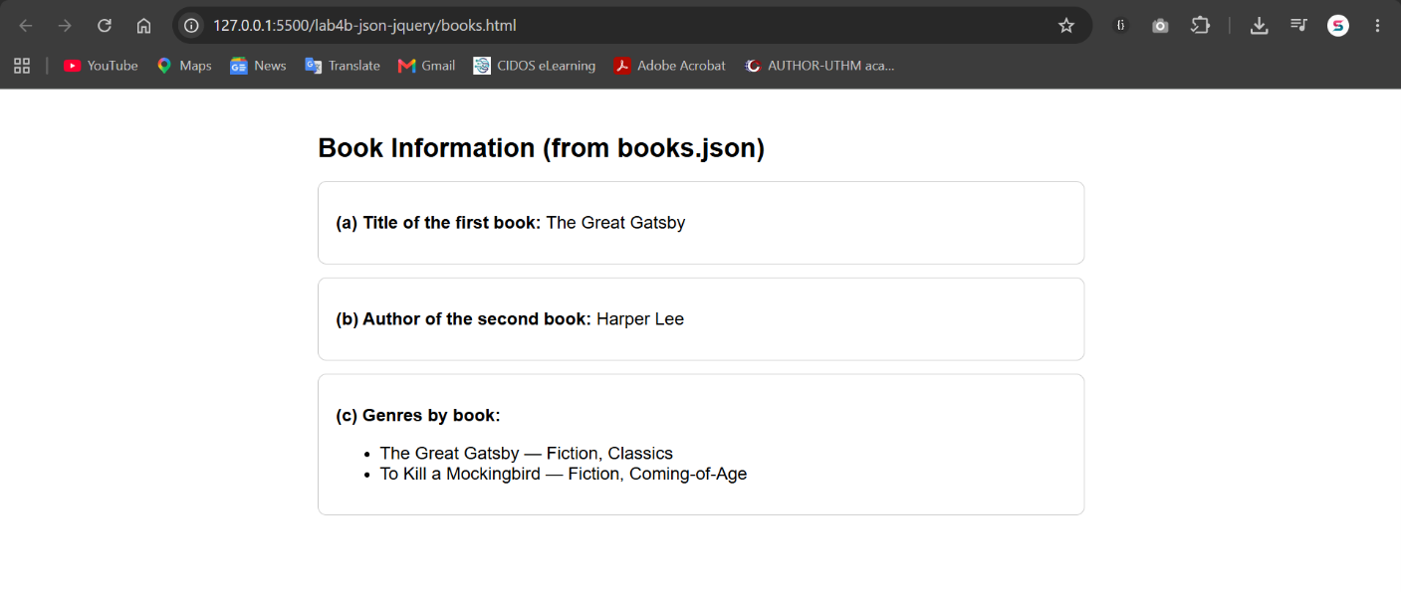 127.0.0.1:5500/lab4b-json-jquery/books.html
YouTube Maps News Translate Gmail CIDOS eLearning Adobe Acrobat AUTHOR-UTHM aca...
Book Information (from books.json)
(a) Title of the first book: The Great Gatsby
(b) Author of the second book: Harper Lee
(c) Genres by book:
• The Great Gatsby — Fiction, Classics
• To Kill a Mockingbird — Fiction, Coming-of-Age